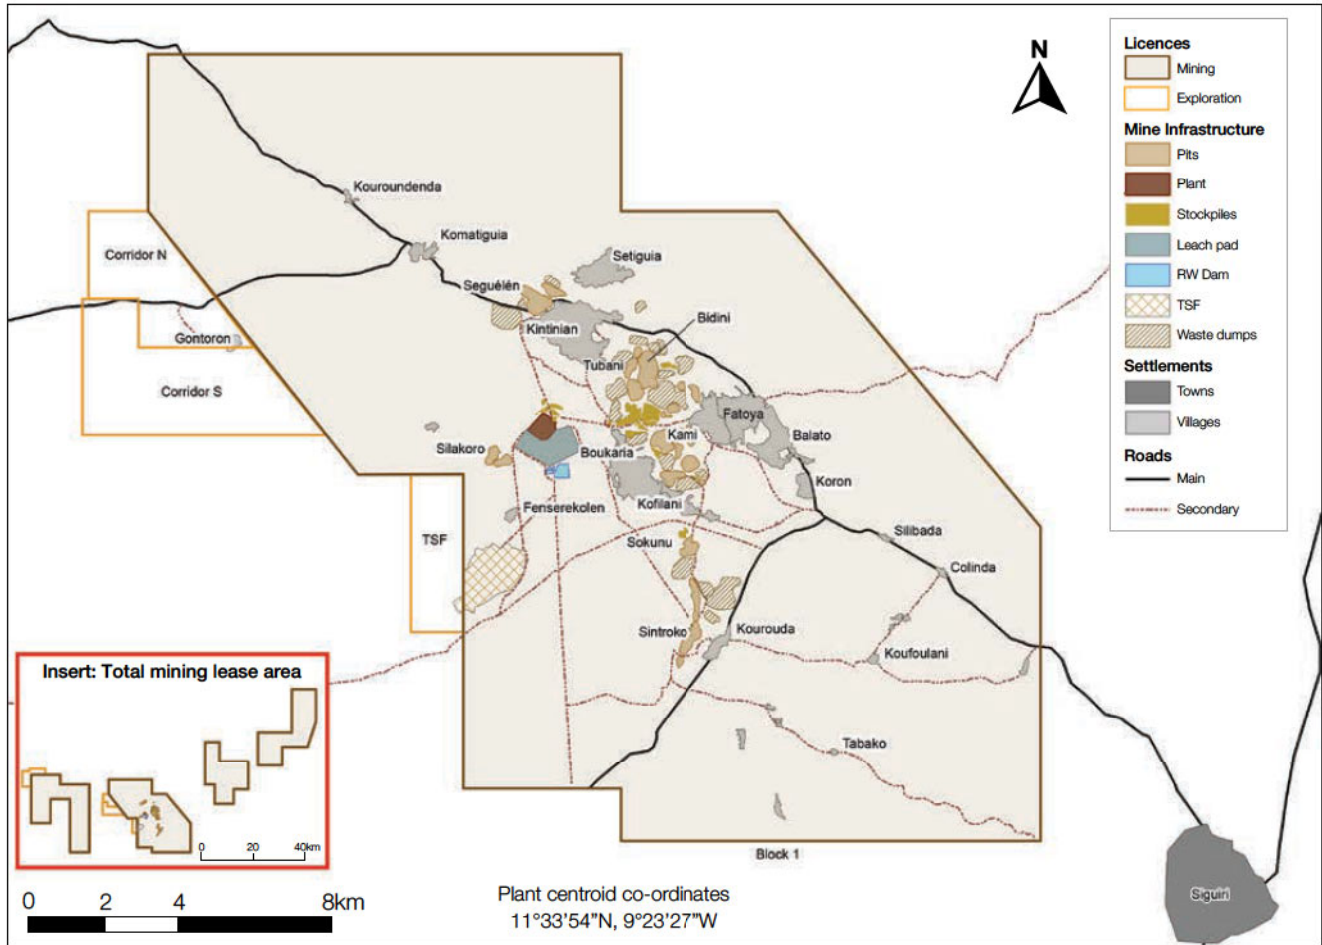 N
Licences
Mining
Exploration
Mine Infrastructure
Pits
Plant
Stockpiles
Leach pad
RW Dam
TSF
Waste dumps
Settlements
Towns
Villages
Roads
Main
Secondary
Kouroundenda
Komatiguia
Corridor N
Setiguia
Seguélén
Bidini
Kintinian
Gontoron
Tubani
Corridor S
Fatoya
Kami
Balato
Silakoro
Boukaria
Koron
Kofilani
Fenserekolen
TSF
Sokunu
Silibada
Colinda
Sintroko
Kourouda
Koufoulani
Tabako
Block 1
Siguiri
Insert: Total mining lease area
0 20 40km
0 2 4 8km
Plant centroid co-ordinates
11°33'54"N, 9°23'27"W